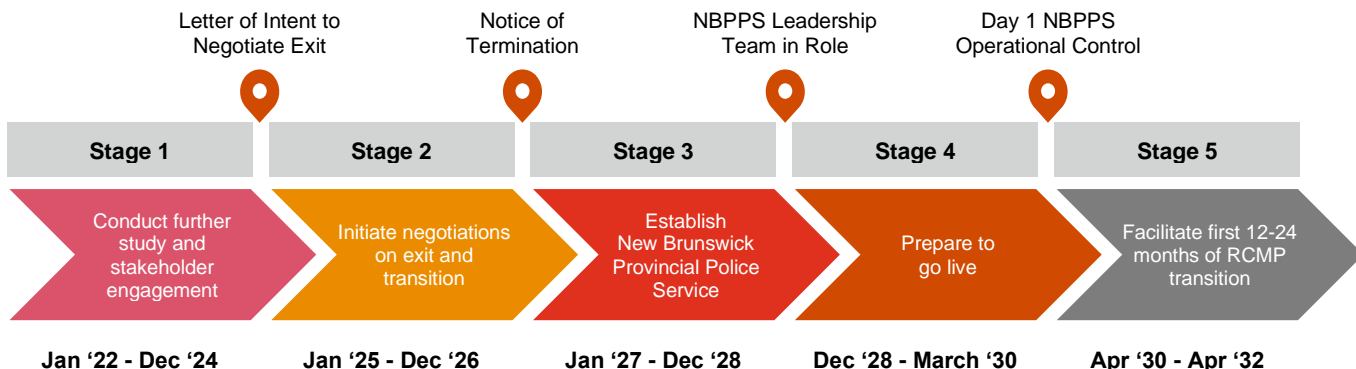 Letter of Intent to
Negotiate Exit
Notice of
Termination
NBPPS Leadership
Team in Role
Day 1 NBPPS
Operational Control
Stage 1
Stage 2
Stage 3
Stage 4
Stage 5
Conduct further
study and
stakeholder
engagement
Initiate negotiations
on exit and
transition
Establish
New Brunswick
Provincial Police
Service
Prepare to
go live
Facilitate first 12-24
months of RCMP
transition
Jan ‘22 - Dec ‘24
Jan ‘25 - Dec ‘26
Jan ‘27 - Dec ‘28
Dec ‘28 - March ‘30
Apr ‘30 - Apr ‘32